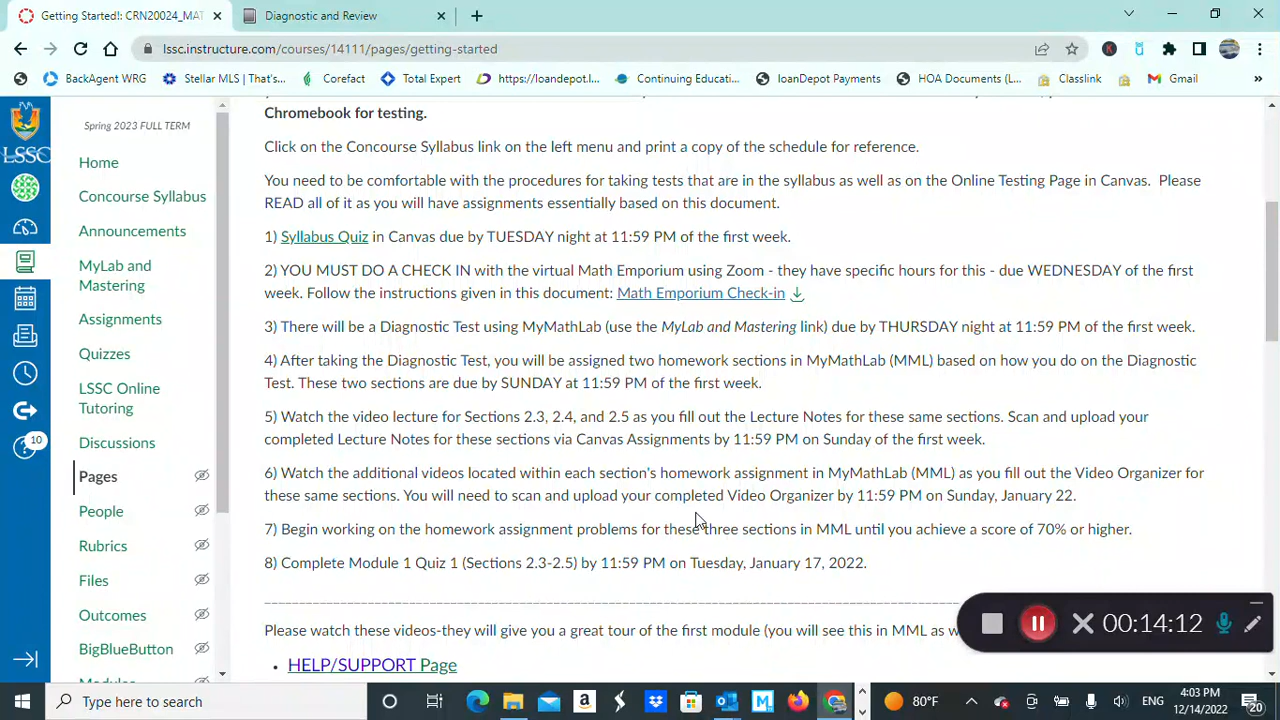 Getting Started!: CRN20024_MAT
Diagnostic and Review
lssc.instructure.com/courses/14111/pages/getting-started
BackAgent WRG
Stellar MLS | That's...
Corefact
Total Expert
https://loandepot.l...
Continuing Educati...
loanDepot Payments
HOA Documents (L...
Classlink
Gmail
»
LSSC
10
Spring 2023 FULL TERM
Home
Concourse Syllabus
Announcements
MyLab and
Mastering
Assignments
Quizzes
LSSC Online
Tutoring
Discussions
Pages
People
Rubrics
Files
Outcomes
BigBlueButton
Modules
Chromebook for testing.
Click on the Concourse Syllabus link on the left menu and print a copy of the schedule for reference.
You need to be comfortable with the procedures for taking tests that are in the syllabus as well as on the Online Testing Page in Canvas. Please
READ all of it as you will have assignments essentially based on this document.
1) Syllabus Quiz in Canvas due by TUESDAY night at 11:59 PM of the first week.
2) YOU MUST DO A CHECK IN with the virtual Math Emporium using Zoom - they have specific hours for this - due WEDNESDAY of the first
week. Follow the instructions given in this document: Math Emporium Check-in
3) There will be a Diagnostic Test using MyMathLab (use the MyLab and Mastering link) due by THURSDAY night at 11:59 PM of the first week.
4) After taking the Diagnostic Test, you will be assigned two homework sections in MyMathLab (MML) based on how you do on the Diagnostic
Test. These two sections are due by SUNDAY at 11:59 PM of the first week.
5) Watch the video lecture for Sections 2.3, 2.4, and 2.5 as you fill out the Lecture Notes for these same sections. Scan and upload your
completed Lecture Notes for these sections via Canvas Assignments by 11:59 PM on Sunday of the first week.
6) Watch the additional videos located within each section's homework assignment in MyMathLab (MML) as you fill out the Video Organizer for
these same sections. You will need to scan and upload your completed Video Organizer by 11:59 PM on Sunday, January 22.
7) Begin working on the homework assignment problems for these three sections in MML until you achieve a score of 70% or higher.
8) Complete Module 1 Quiz 1 (Sections 2.3-2.5) by 11:59 PM on Tuesday, January 17, 2022.
Please watch these videos-they will give you a great tour of the first module (you will see this in MML as w
• HELP/SUPPORT Page
00:14:12
Type here to search
80°F
ENG
4:03 PM
12/14/2022
20